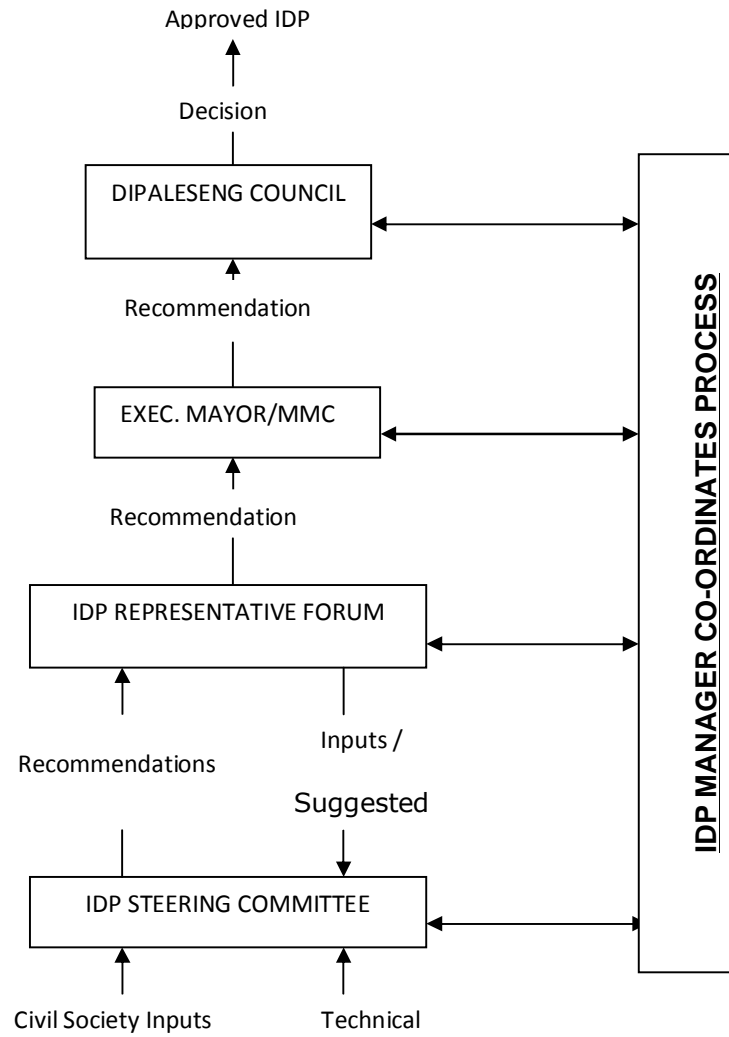 Approved IDP
Decision
DIPALESENG COUNCIL
Recommendation
EXEC. MAYOR/MMC
Recommendation
IDP REPRESENTATIVE FORUM
Inputs /
Recommendations
Suggested
IDP STEERING COMMITTEE
Civil Society Inputs
Technical
IDP MANAGER CO-ORDINATES PROCESS